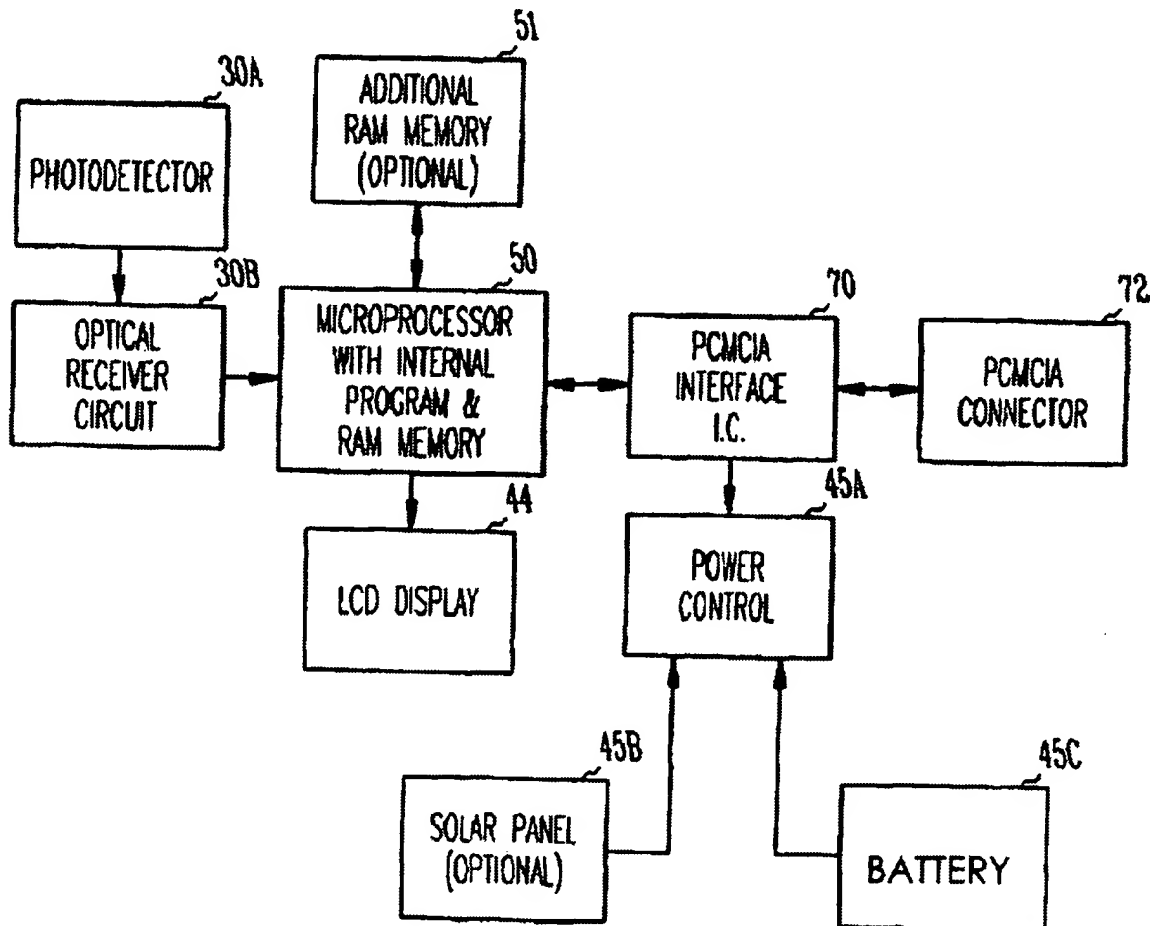 51
ADDITIONAL
RAM MEMORY
(OPTIONAL)
30A
PHOTODETECTOR
30B
OPTICAL
RECEIVER
CIRCUIT
50
MICROPROCESSOR
WITH INTERNAL
PROGRAM &
RAM MEMORY
70
PCMCIA
INTERFACE
I.C.
72
PCMCIA
CONNECTOR
44
LCD DISPLAY
45A
POWER
CONTROL
45B
SOLAR PANEL
(OPTIONAL)
45C
BATTERY